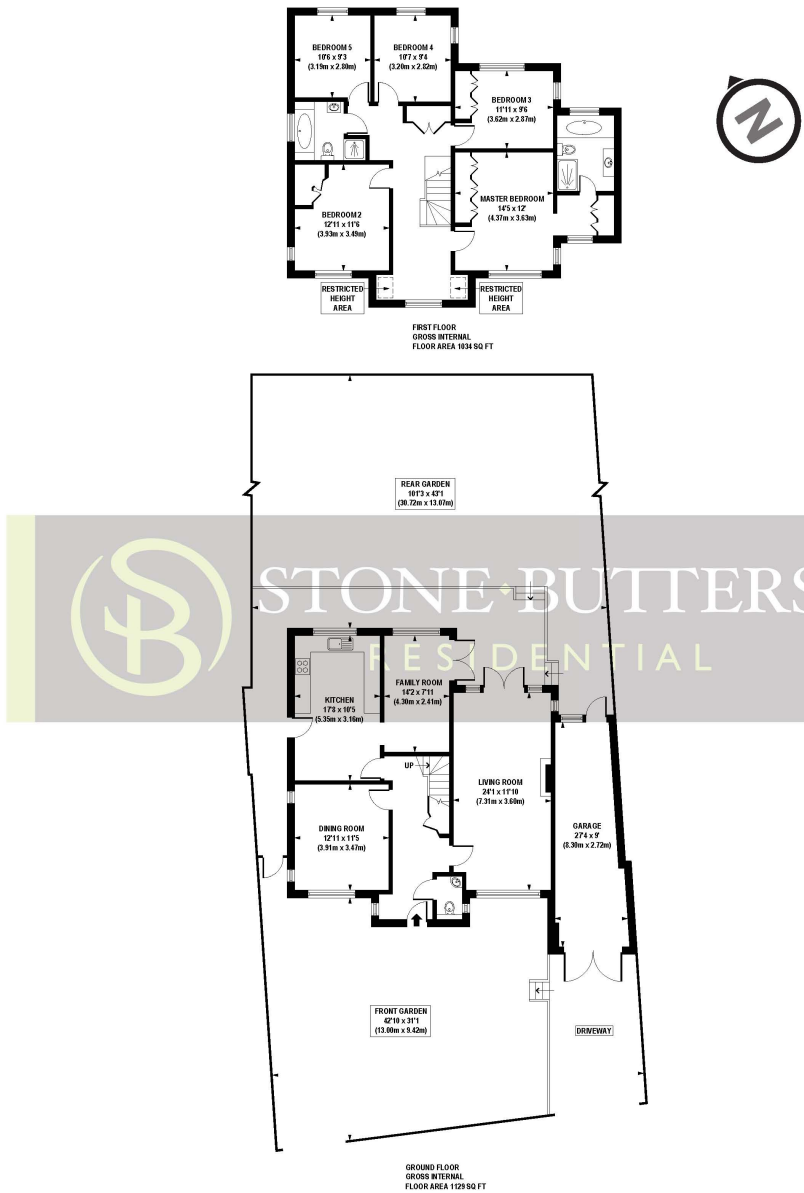 BEDROOM 5
10'6 x 9'3
(3.19m x 2.80m)
BEDROOM 4
10'7 x 9'4
(3.20m x 2.82m)
BEDROOM 3
11'11 x 9'6
(3.62m x 2.87m)
N
MASTER BEDROOM
14'5 x 12'
(4.37m x 3.63m)
BEDROOM 2
12'11 x 11'6
(3.93m x 3.49m)
RESTRICTED
HEIGHT
AREA
RESTRICTED
HEIGHT
AREA
FIRST FLOOR
GROSS INTERNAL
FLOOR AREA 1034 SQ FT
REAR GARDEN
101'3 x 43'1
(30.72m x 13.07m)
SB
STONE·BUTTERS
RESIDENTIAL
KITCHEN
17'8 x 10'5
(5.35m x 3.16m)
FAMILY ROOM
14'2 x 7'11
(4.30m x 2.41m)
UP
LIVING ROOM
24'1 x 11'10
(7.31m x 3.60m)
DINING ROOM
12'11 x 11'5
(3.91m x 3.47m)
GARAGE
27'4 x 9'
(8.30m x 2.72m)
FRONT GARDEN
42'10 x 31'1
(13.00m x 9.42m)
DRIVEWAY
GROUND FLOOR
GROSS INTERNAL
FLOOR AREA 1129 SQ FT